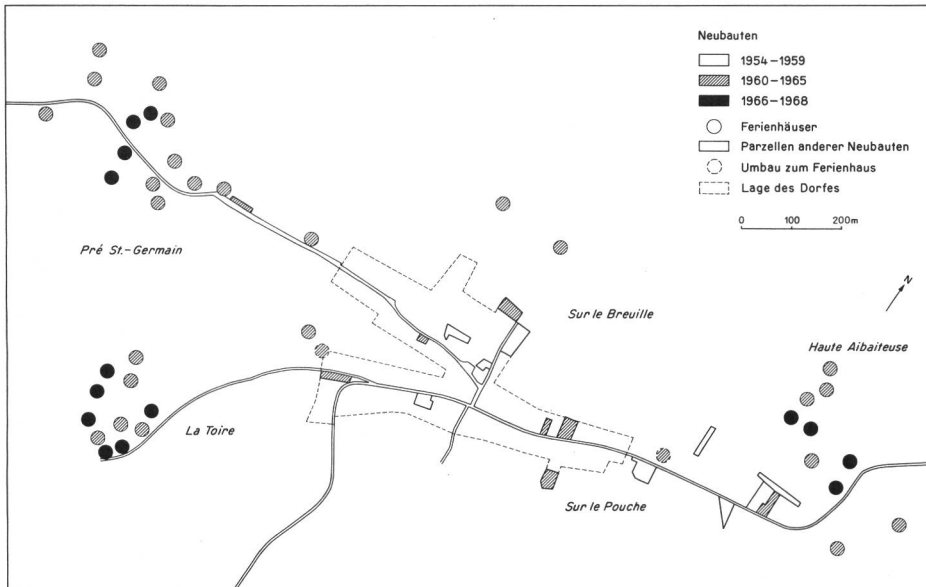 Neubauten
1954–1959
1960–1965
1966–1968
Ferienhäuser
Parzellen anderer Neubauten
Umbau zum Ferienhaus
Lage des Dorfes
0 100 200m
N
Pré St.-Germain
Sur le Breuille
Haute Aibaiteuse
La Toire
Sur le Pouche